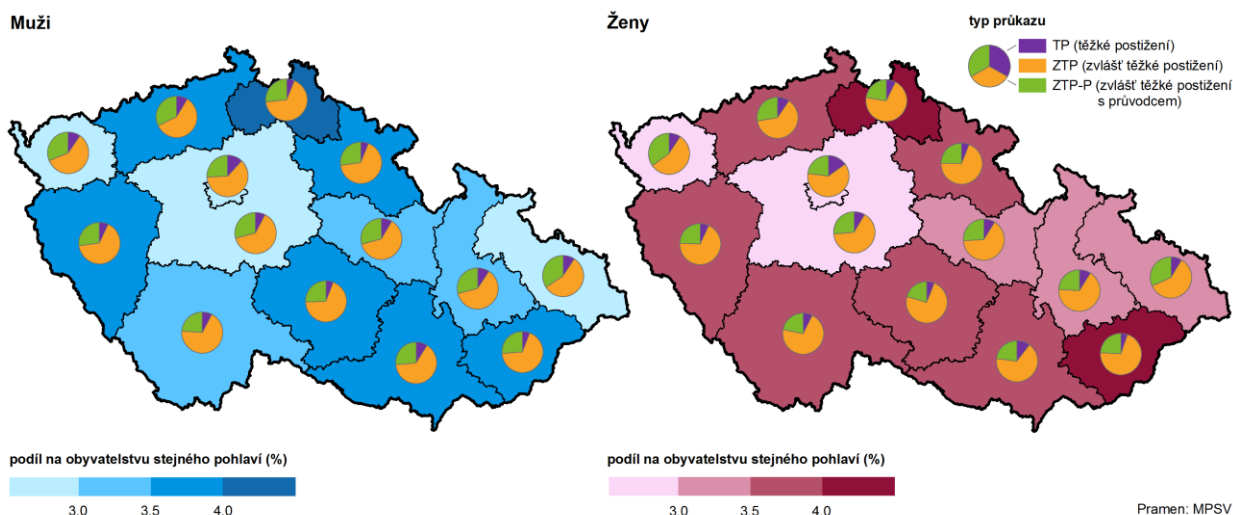 Muži
Ženy
typ průkazu
TP (těžké postižení)
ZTP (zvlášť těžké postižení)
ZTP-P (zvlášť těžké postižení
s průvodcem)
podíl na obyvatelstvu stejného pohlaví (%)
3.0 3.5 4.0
podíl na obyvatelstvu stejného pohlaví (%)
3.0 3.5 4.0
Pramen: MPSV